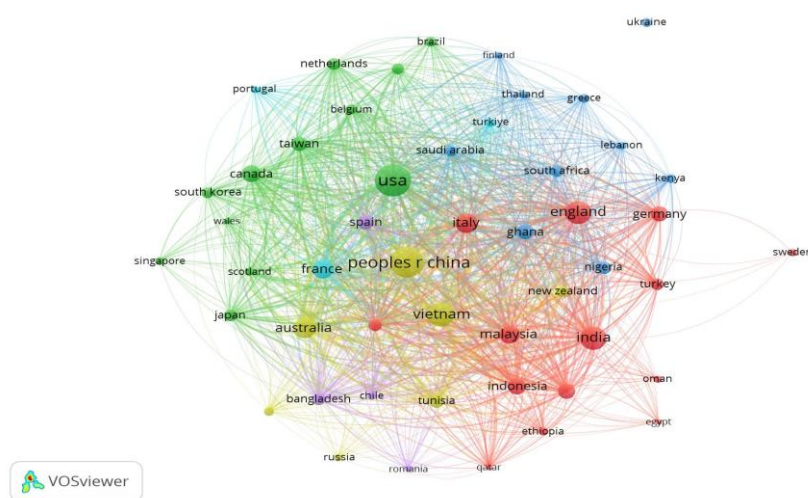 ukraine
brazil
finland
netherlands
portugal
thailand
greece
belgium
turkiye
taiwan
saudi arabia
lebanon
canada
usa
south africa
kenya
south korea
spain
italy
england
germany
wales
ghana
singapore
scotland
france
peoples r china
nigeria
sweden
new zealand
turkey
japan
australia
vietnam
malaysia
india
oman
bangladesh
chile
tunisia
indonesia
egypt
ethiopia
russia
romania
qatar
VOSviewer